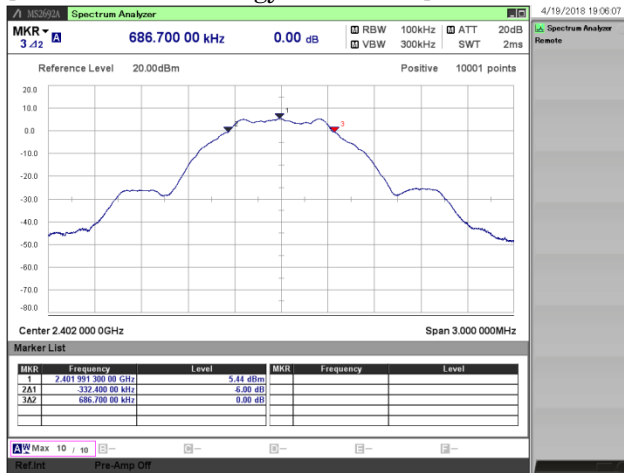 MS2692A Spectrum Analyzer
4/19/2018 19:06:07
MKR A 686.700 00 kHz 0.00 dB RBW 100kHz ATT 20dB
3 Δ2 VBW 300kHz SWT 2ms
Spectrum Analyzer
Remote
Reference Level 20.00dBm Positive 10001 points
20.0
10.0
0.0
-10.0
-20.0
-30.0
-40.0
-50.0
-60.0
-70.0
-80.0
1
2
3
Center 2.402 000 0GHz Span 3.000 000MHz
Marker List
MKR Frequency Level MKR Frequency Level
1 2.401 991 300 00 GHz 5.44 dBm
2Δ1 -332.400 00 kHz -6.00 dB
3Δ2 686.700 00 kHz 0.00 dB
A W Max 10 / 10
Ref.Int Pre-Amp Off